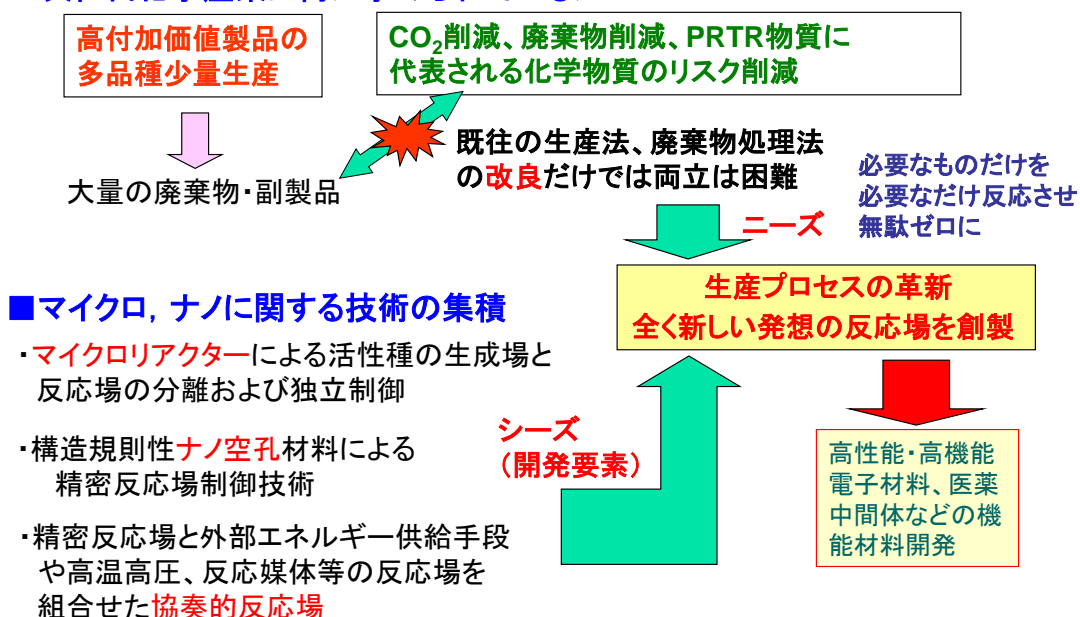 高付加価値製品の
多品種少量生産
CO2削減、廃棄物削減、PRTR物質に
代表される化学物質のリスク削減
大量の廃棄物・副製品
既往の生産法、廃棄物処理法
の改良だけでは両立は困難
必要なものだけを
必要なだけ反応させ
無駄ゼロに
ニーズ
生産プロセスの革新
全く新しい発想の反応場を創製
■マイクロ，ナノに関する技術の集積
・マイクロリアクターによる活性種の生成場と
反応場の分離および独立制御
・構造規則性ナノ空孔材料による
精密反応場制御技術
・精密反応場と外部エネルギー供給手段
や高温高圧、反応媒体等の反応場を
組合せた協奏的反応場
シーズ
（開発要素）
高性能・高機能
電子材料、医薬
中間体などの機
能材料開発